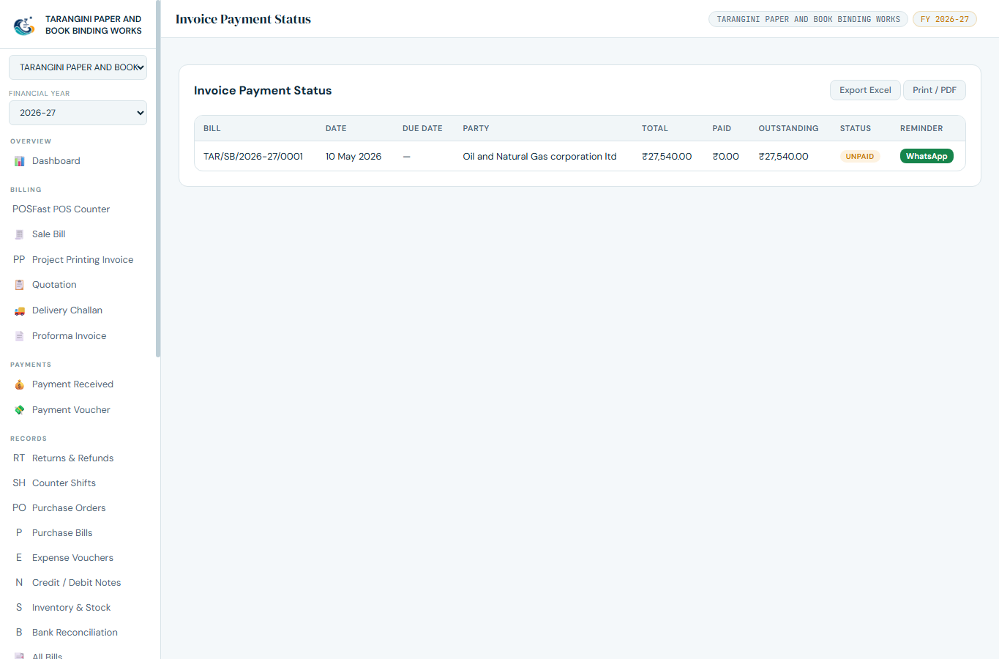 TARANGINI PAPER AND
BOOK BINDING WORKS
TARANGINI PAPER AND BOOK
FINANCIAL YEAR
2026-27
OVERVIEW
Dashboard
BILLING
POS Fast POS Counter
Sale Bill
PP Project Printing Invoice
Quotation
Delivery Challan
Proforma Invoice
PAYMENTS
Payment Received
Payment Voucher
RECORDS
RT Returns & Refunds
SH Counter Shifts
PO Purchase Orders
P Purchase Bills
E Expense Vouchers
N Credit / Debit Notes
S Inventory & Stock
B Bank Reconciliation
All Bills
Invoice Payment Status
TARANGINI PAPER AND BOOK BINDING WORKS
FY 2026-27
Invoice Payment Status
Export Excel
Print / PDF
BILL DATE DUE DATE PARTY TOTAL PAID OUTSTANDING STATUS REMINDER
TAR/SB/2026-27/0001 10 May 2026 — Oil and Natural Gas corporation ltd ₹27,540.00 ₹0.00 ₹27,540.00 UNPAID WhatsApp